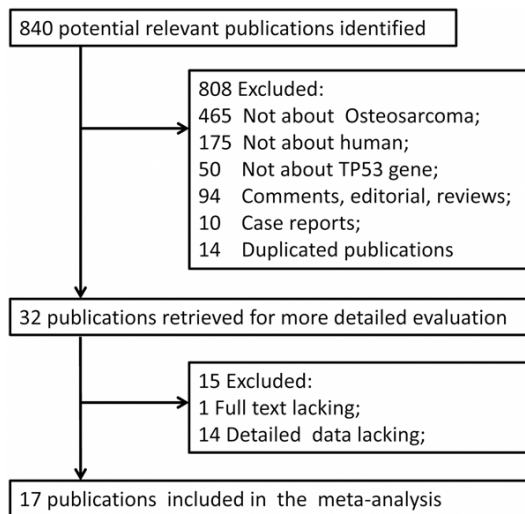 840 potential relevant publications identified
808 Excluded:
465 Not about Osteosarcoma;
175 Not about human;
50 Not about TP53 gene;
94 Comments, editorial, reviews;
10 Case reports;
14 Duplicated publications
32 publications retrieved for more detailed evaluation
15 Excluded:
1 Full text lacking;
14 Detailed data lacking;
17 publications included in the meta-analysis